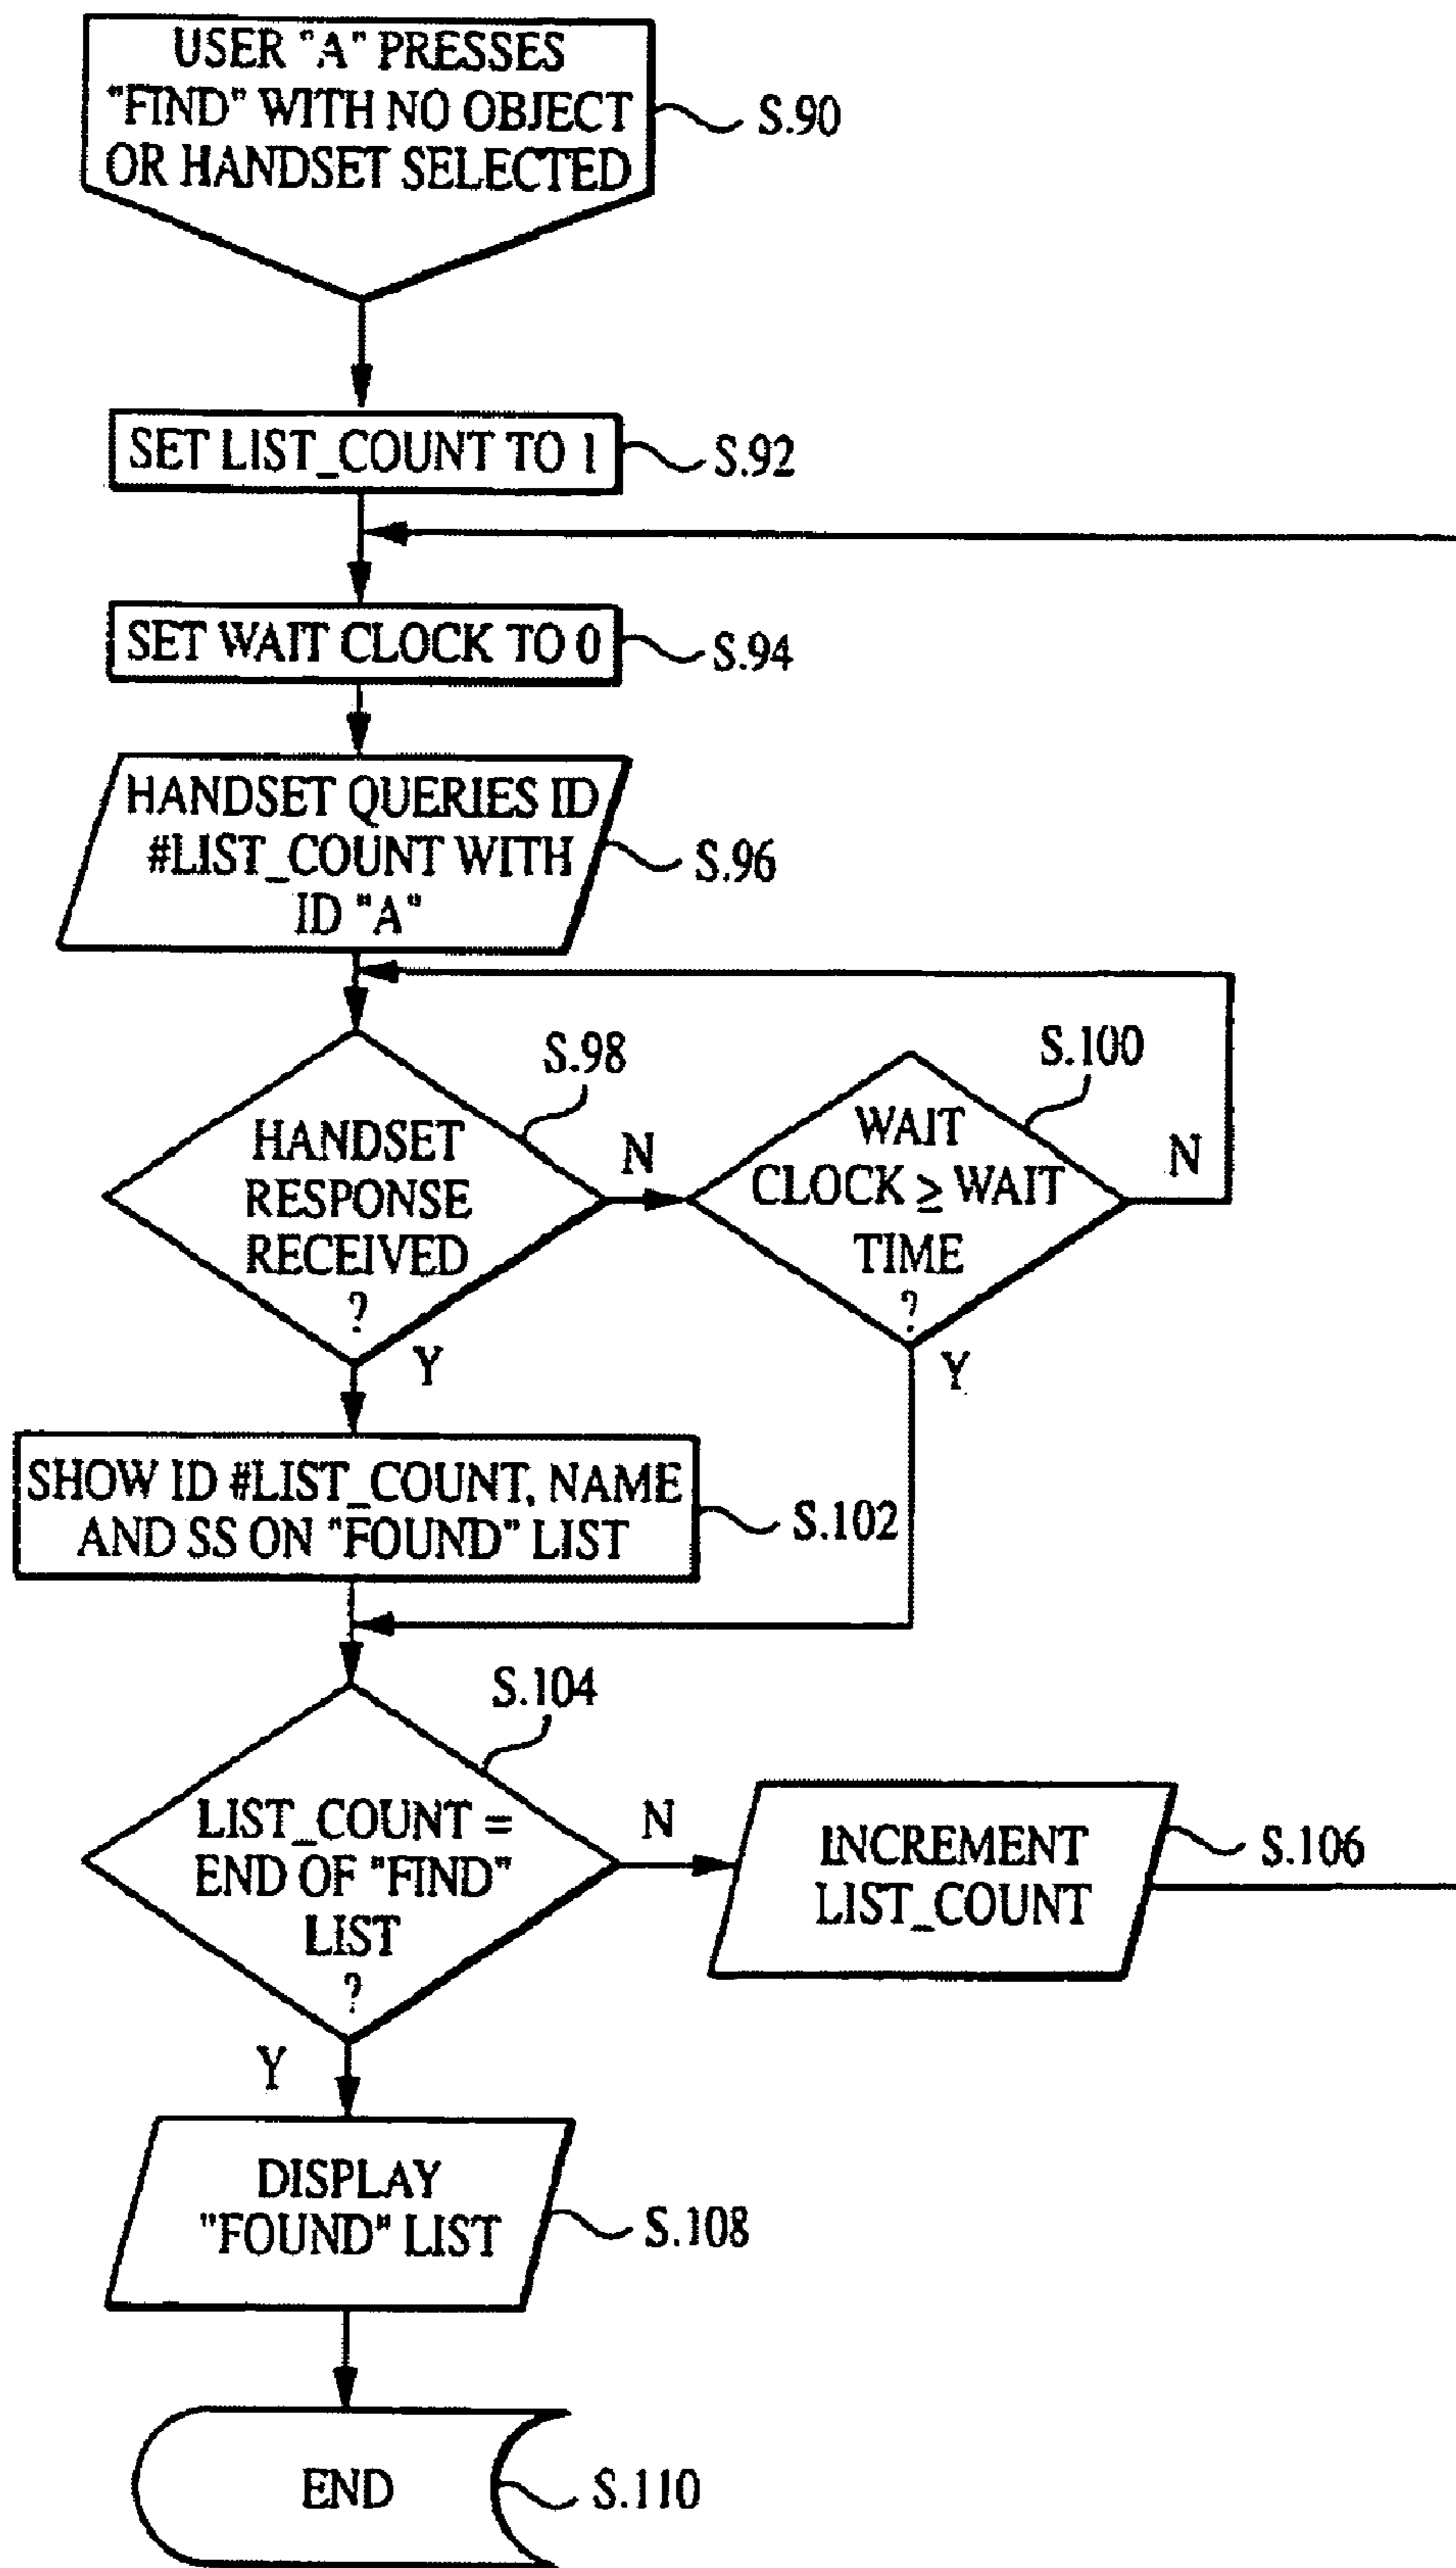 USER "A" PRESSES
"FIND" WITH NO OBJECT
OR HANDSET SELECTED
S.90
SET LIST_COUNT TO 1
S.92
SET WAIT CLOCK TO 0
S.94
HANDSET QUERIES ID
#LIST_COUNT WITH
ID "A"
S.96
HANDSET
RESPONSE
RECEIVED
?
S.98
N
Y
WAIT
CLOCK ≥ WAIT
TIME
?
S.100
N
Y
SHOW ID #LIST_COUNT, NAME
AND SS ON "FOUND" LIST
S.102
LIST_COUNT =
END OF "FIND"
LIST
?
S.104
N
Y
INCREMENT
LIST_COUNT
S.106
DISPLAY
"FOUND" LIST
S.108
END
S.110